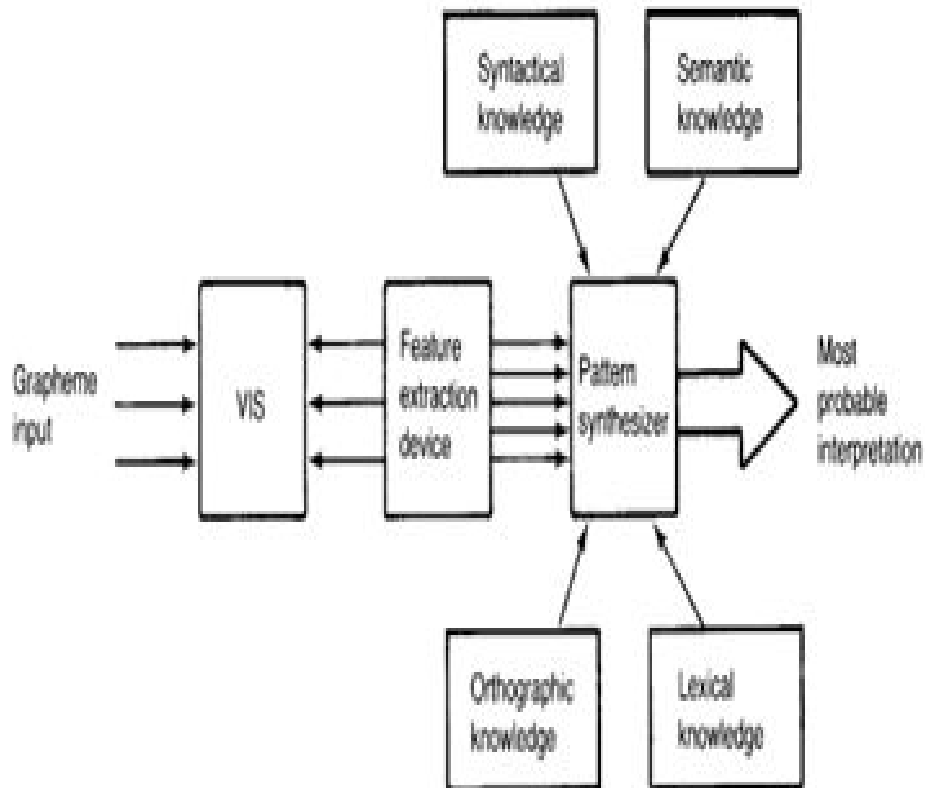 Syntactical
knowledge
Semantic
knowledge
Grapheme
input
VIS
Feature
extraction
device
Pattern
synthesizer
Most
probable
interpretation
Orthographic
knowledge
Lexical
knowledge